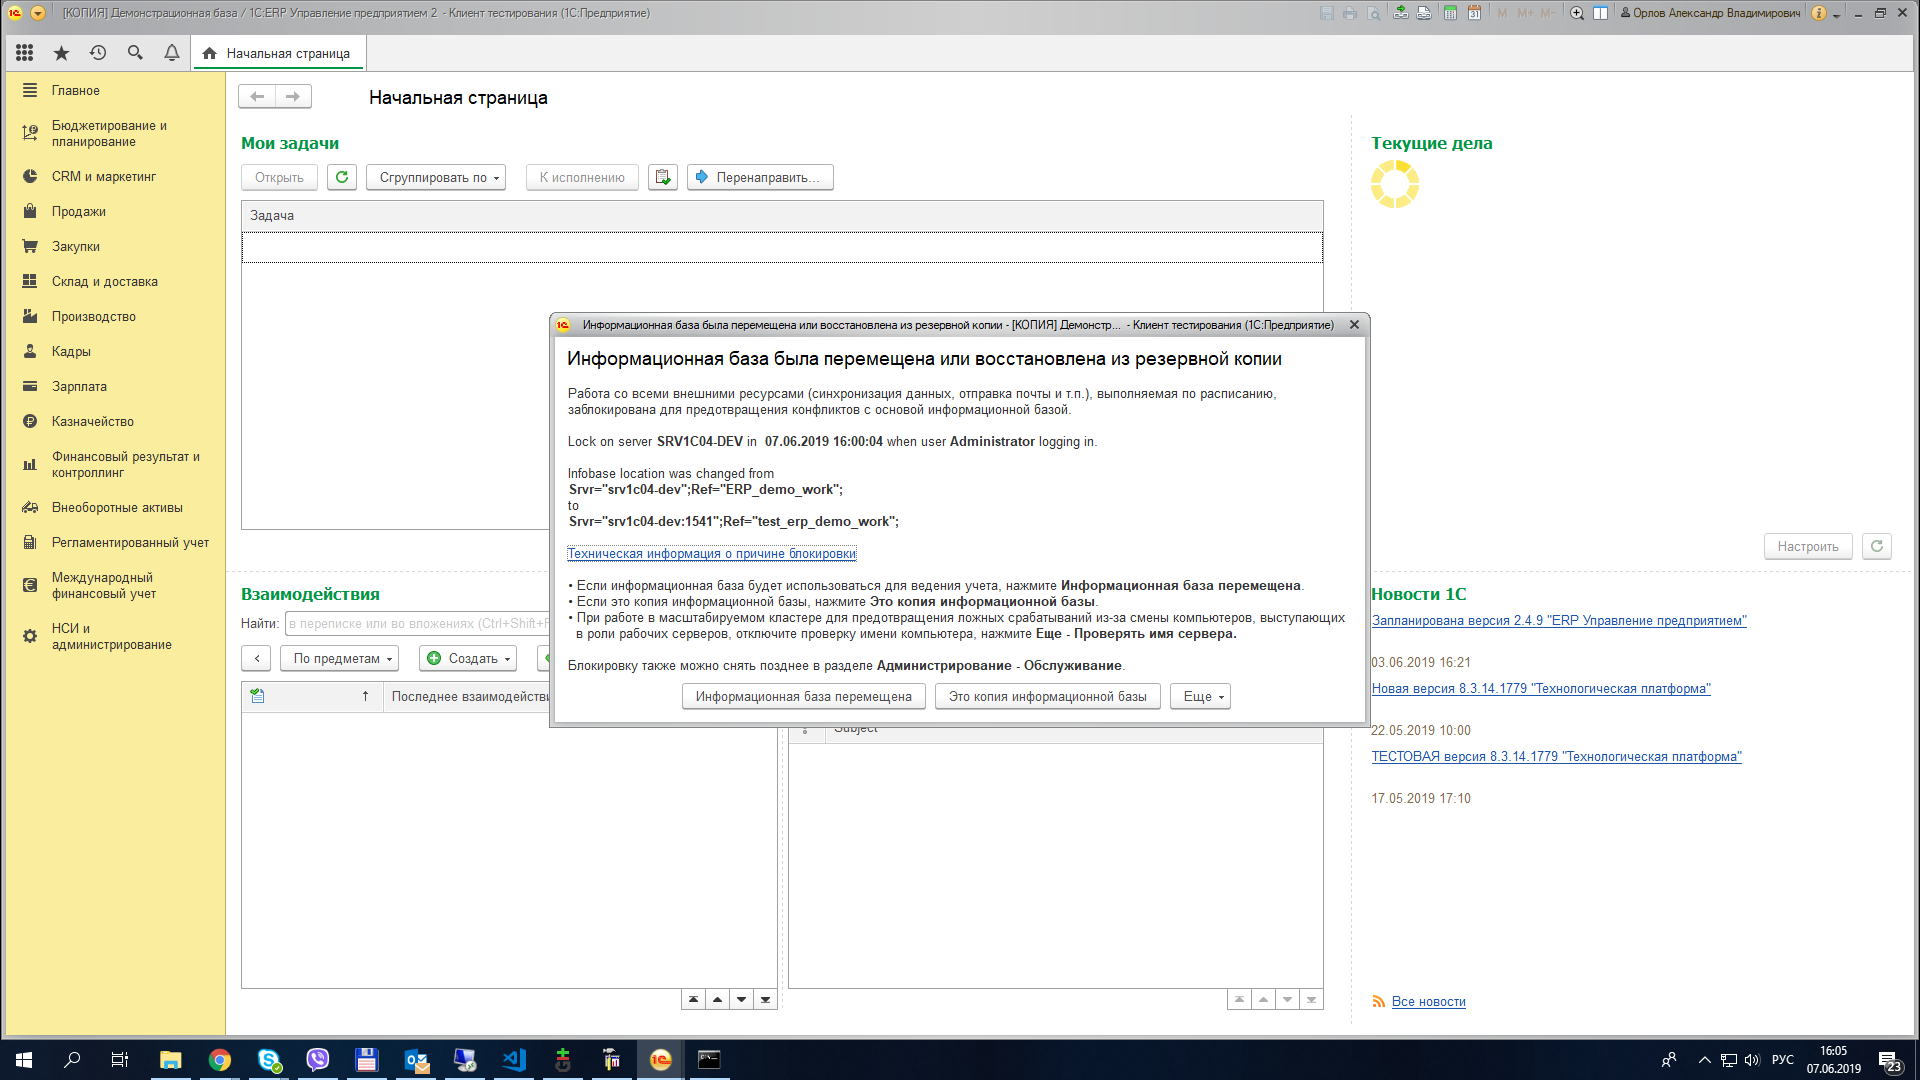 [КОПИЯ] Демонстрационная база / 1С:ERP Управление предприятием 2 - Клиент тестирования (1С:Предприятие)
M M+ M-
Орлов Александр Владимирович
Начальная страница
Главное
Бюджетирование и
планирование
CRM и маркетинг
Продажи
Закупки
Склад и доставка
Производство
Кадры
Зарплата
Казначейство
Финансовый результат и
контроллинг
Внеоборотные активы
Регламентированный учет
Международный
финансовый учет
НСИ и
администрирование
Начальная страница
Мои задачи
Открыть
Сгруппировать по
К исполнению
Перенаправить...
Задача
Текущие дела
Настроить
Информационная база была перемещена или восстановлена из резервной копии - [КОПИЯ] Демонстр... - Клиент тестирования (1С:Предприятие)
Информационная база была перемещена или восстановлена из резервной копии
Работа со всеми внешними ресурсами (синхронизация данных, отправка почты и т.п.), выполняемая по расписанию,
заблокирована для предотвращения конфликтов с основой информационной базой.
Lock on server SRV1C04-DEV in 07.06.2019 16:00:04 when user Administrator logging in.
Infobase location was changed from
Srvr="srv1c04-dev";Ref="ERP_demo_work";
to
Srvr="srv1c04-dev:1541";Ref="test_erp_demo_work";
Техническая информация о причине блокировки
• Если информационная база будет использоваться для ведения учета, нажмите Информационная база перемещена.
• Если это копия информационной базы, нажмите Это копия информационной базы.
• При работе в масштабируемом кластере для предотвращения ложных срабатываний из-за смены компьютеров, выступающих
в роли рабочих серверов, отключите проверку имени компьютера, нажмите Еще - Проверять имя сервера.
Блокировку также можно снять позднее в разделе Администрирование - Обслуживание.
Информационная база перемещена
Это копия информационной базы
Еще
Взаимодействия
Найти:
в переписке или во вложениях (Ctrl+Shift+F
По предметам
Создать
Последнее взаимодействи
Subject
Новости 1С
Запланирована версия 2.4.9 "ERP Управление предприятием"
03.06.2019 16:21
Новая версия 8.3.14.1779 "Технологическая платформа"
22.05.2019 10:00
ТЕСТОВАЯ версия 8.3.14.1779 "Технологическая платформа"
17.05.2019 17:10
Все новости
РУС
16:05
07.06.2019
23